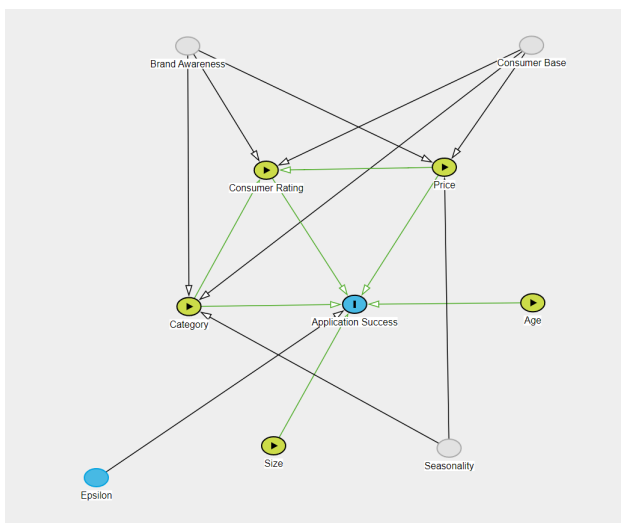 Brand Awareness
Consumer Base
Consumer Rating
Price
Category
Application Success
Age
Size
Seasonality
Epsilon